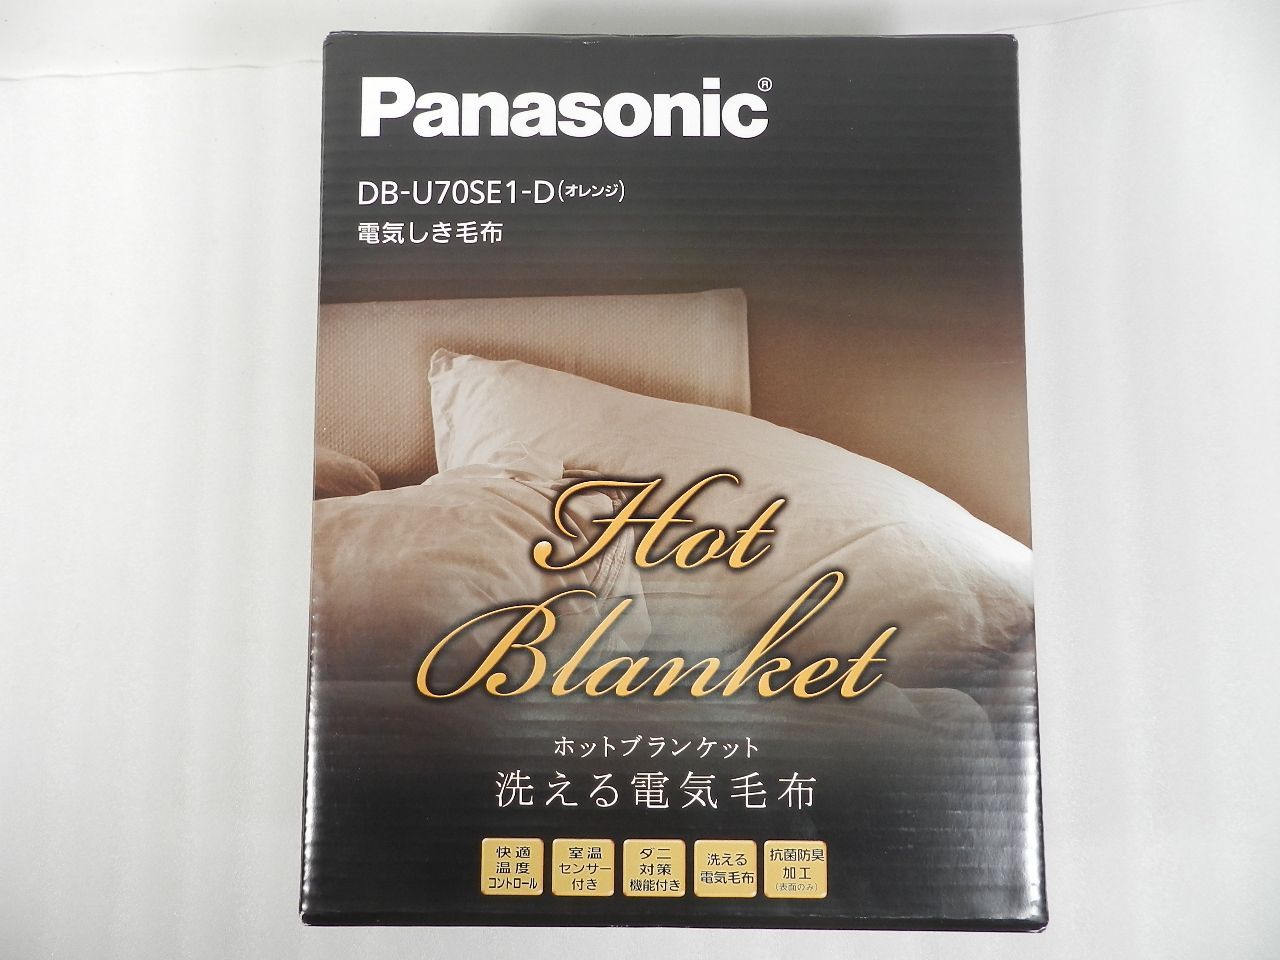 Panasonic®
DB-U70SE1-D(オレンジ)
電気しき毛布
Hot
Blanket
ホットブランケット
洗える電気毛布
快適
温度
コントロール
室温
センサー
付き
ダニ
対策
機能付き
洗える
電気毛布
抗菌防臭
加工
(表面のみ)